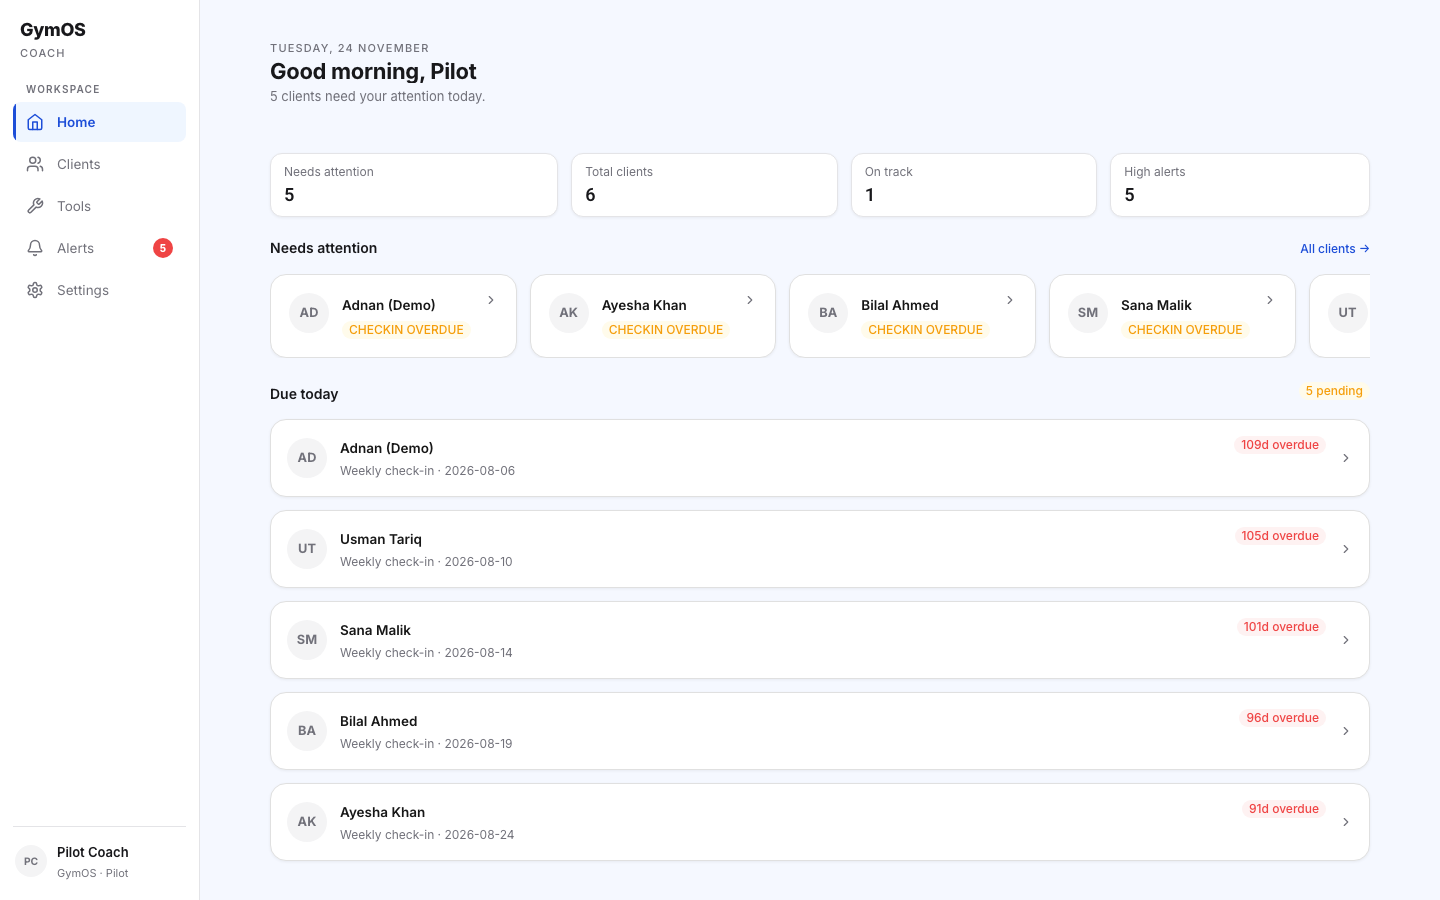 GymOS
COACH
WORKSPACE
Home
Clients
Tools
Alerts
5
Settings
PC
Pilot Coach
GymOS · Pilot
TUESDAY, 24 NOVEMBER
Good morning, Pilot
5 clients need your attention today.
Needs attention
5
Total clients
6
On track
1
High alerts
5
Needs attention
All clients →
AD
Adnan (Demo)
CHECKIN OVERDUE
AK
Ayesha Khan
CHECKIN OVERDUE
BA
Bilal Ahmed
CHECKIN OVERDUE
SM
Sana Malik
CHECKIN OVERDUE
UT
Due today
5 pending
AD
Adnan (Demo)
Weekly check-in · 2026-08-06
109d overdue
UT
Usman Tariq
Weekly check-in · 2026-08-10
105d overdue
SM
Sana Malik
Weekly check-in · 2026-08-14
101d overdue
BA
Bilal Ahmed
Weekly check-in · 2026-08-19
96d overdue
AK
Ayesha Khan
Weekly check-in · 2026-08-24
91d overdue